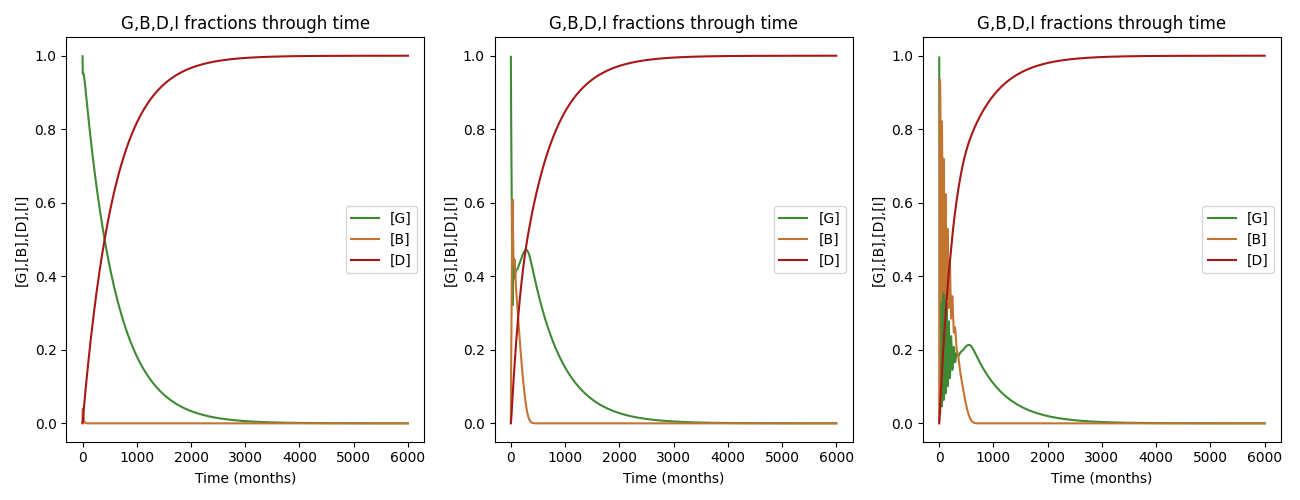 G,B,D,I fractions through time
[G],[B],[D],[I]
1.0
0.8
0.6
0.4
0.2
0.0
[G]
[B]
[D]
0 1000 2000 3000 4000 5000 6000
Time (months)
G,B,D,I fractions through time
[G],[B],[D],[I]
1.0
0.8
0.6
0.4
0.2
0.0
[G]
[B]
[D]
0 1000 2000 3000 4000 5000 6000
Time (months)
G,B,D,I fractions through time
[G],[B],[D],[I]
1.0
0.8
0.6
0.4
0.2
0.0
[G]
[B]
[D]
0 1000 2000 3000 4000 5000 6000
Time (months)